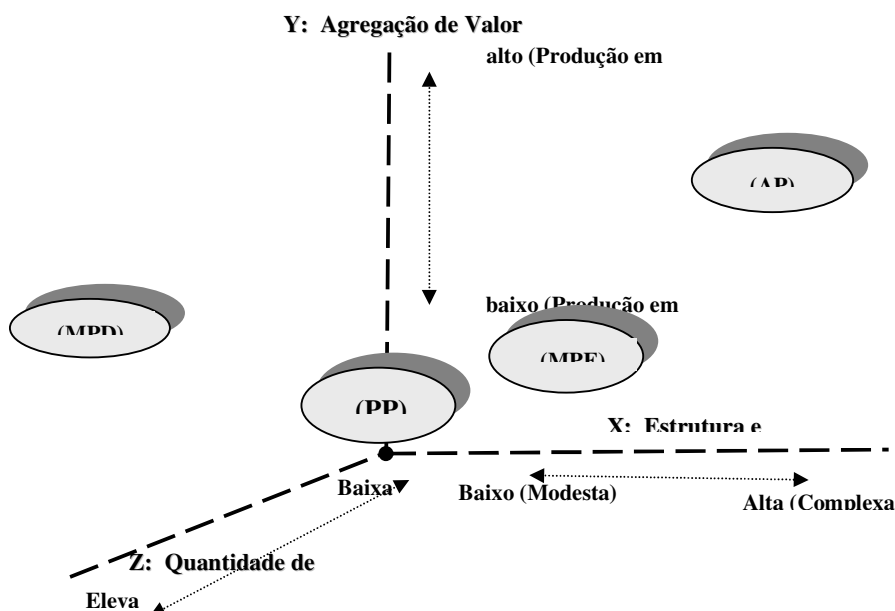 Y: Agregação de Valor
alto (Produção em
(AP)
baixo (Produção em
(MPD)
(MPE)
(PP)
X: Estrutura e
Baixa
Baixo (Modesta)
Alta (Complexa
Z: Quantidade de
Eleva